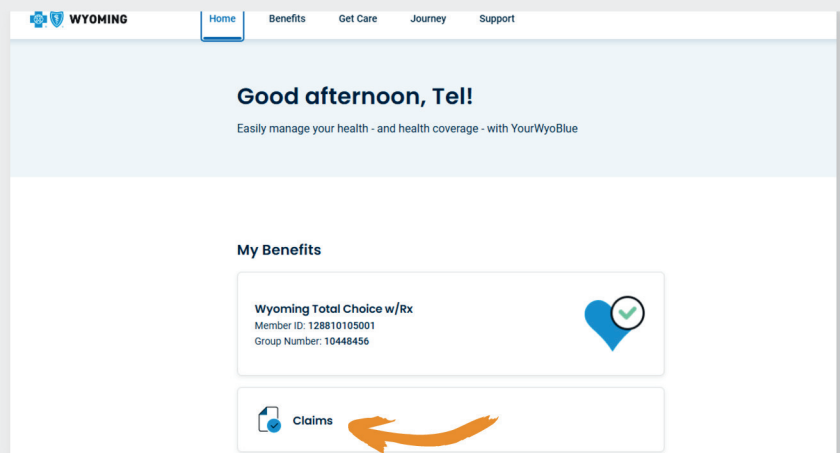 WYOMING
Home Benefits Get Care Journey Support
Good afternoon, Tel!
Easily manage your health - and health coverage - with YourWyoBlue
My Benefits
Wyoming Total Choice w/Rx
Member ID: 128810105001
Group Number: 10448456
Claims